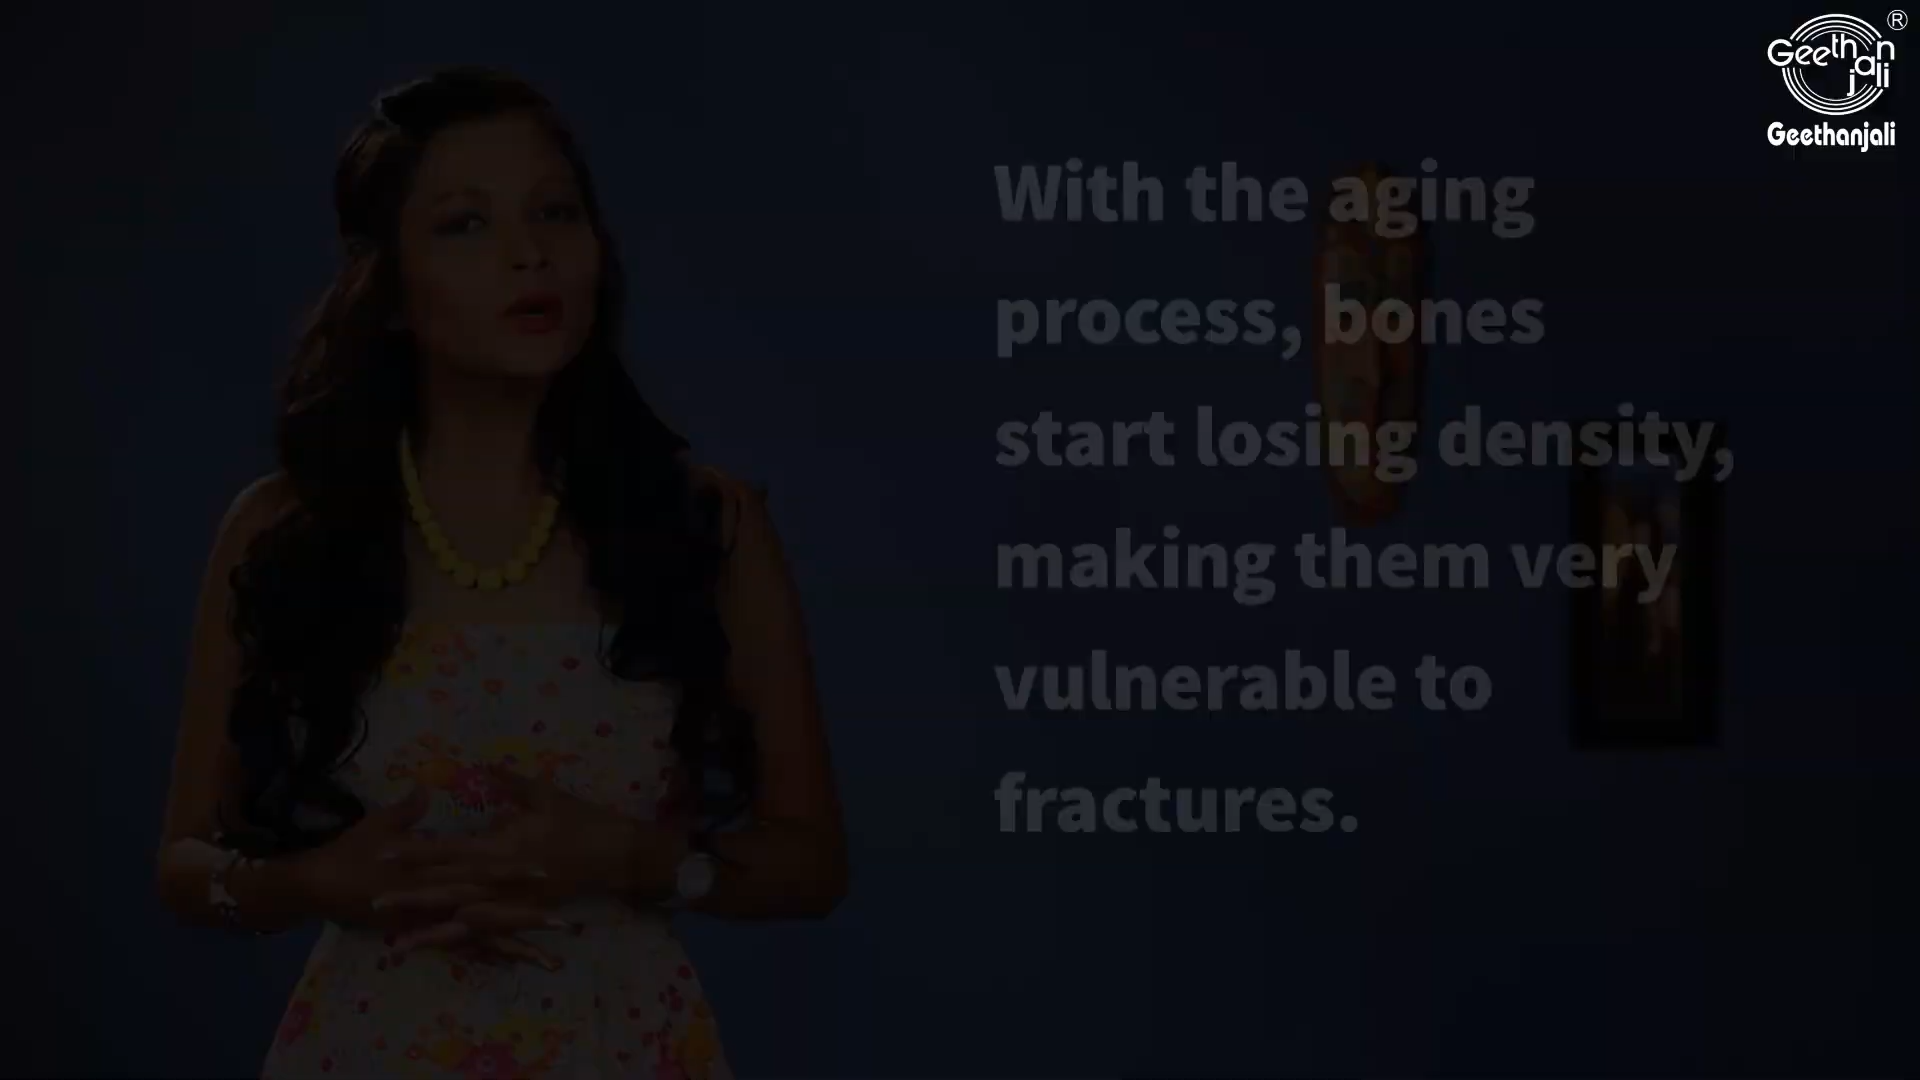 Geethanjali
®
Geethanjali
With the aging
process, bones
start losing density,
making them very
vulnerable to
fractures.